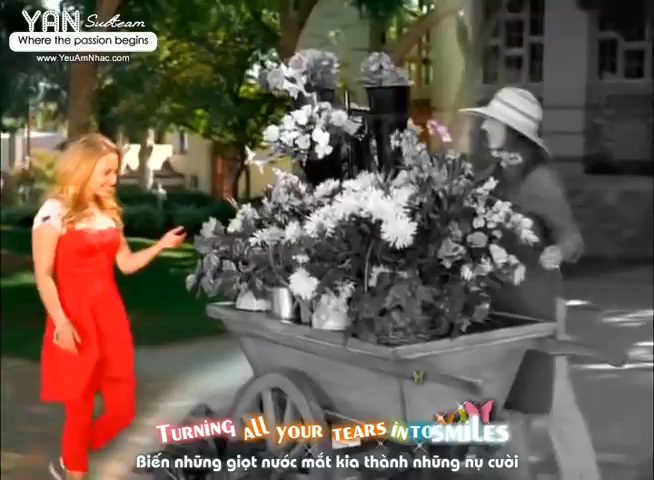 YAN Subteam
Where the passion begins
www.YeuAmNhac.com
Turning all your tears into smiles
Biến những giọt nước mắt kia thành những nụ cười